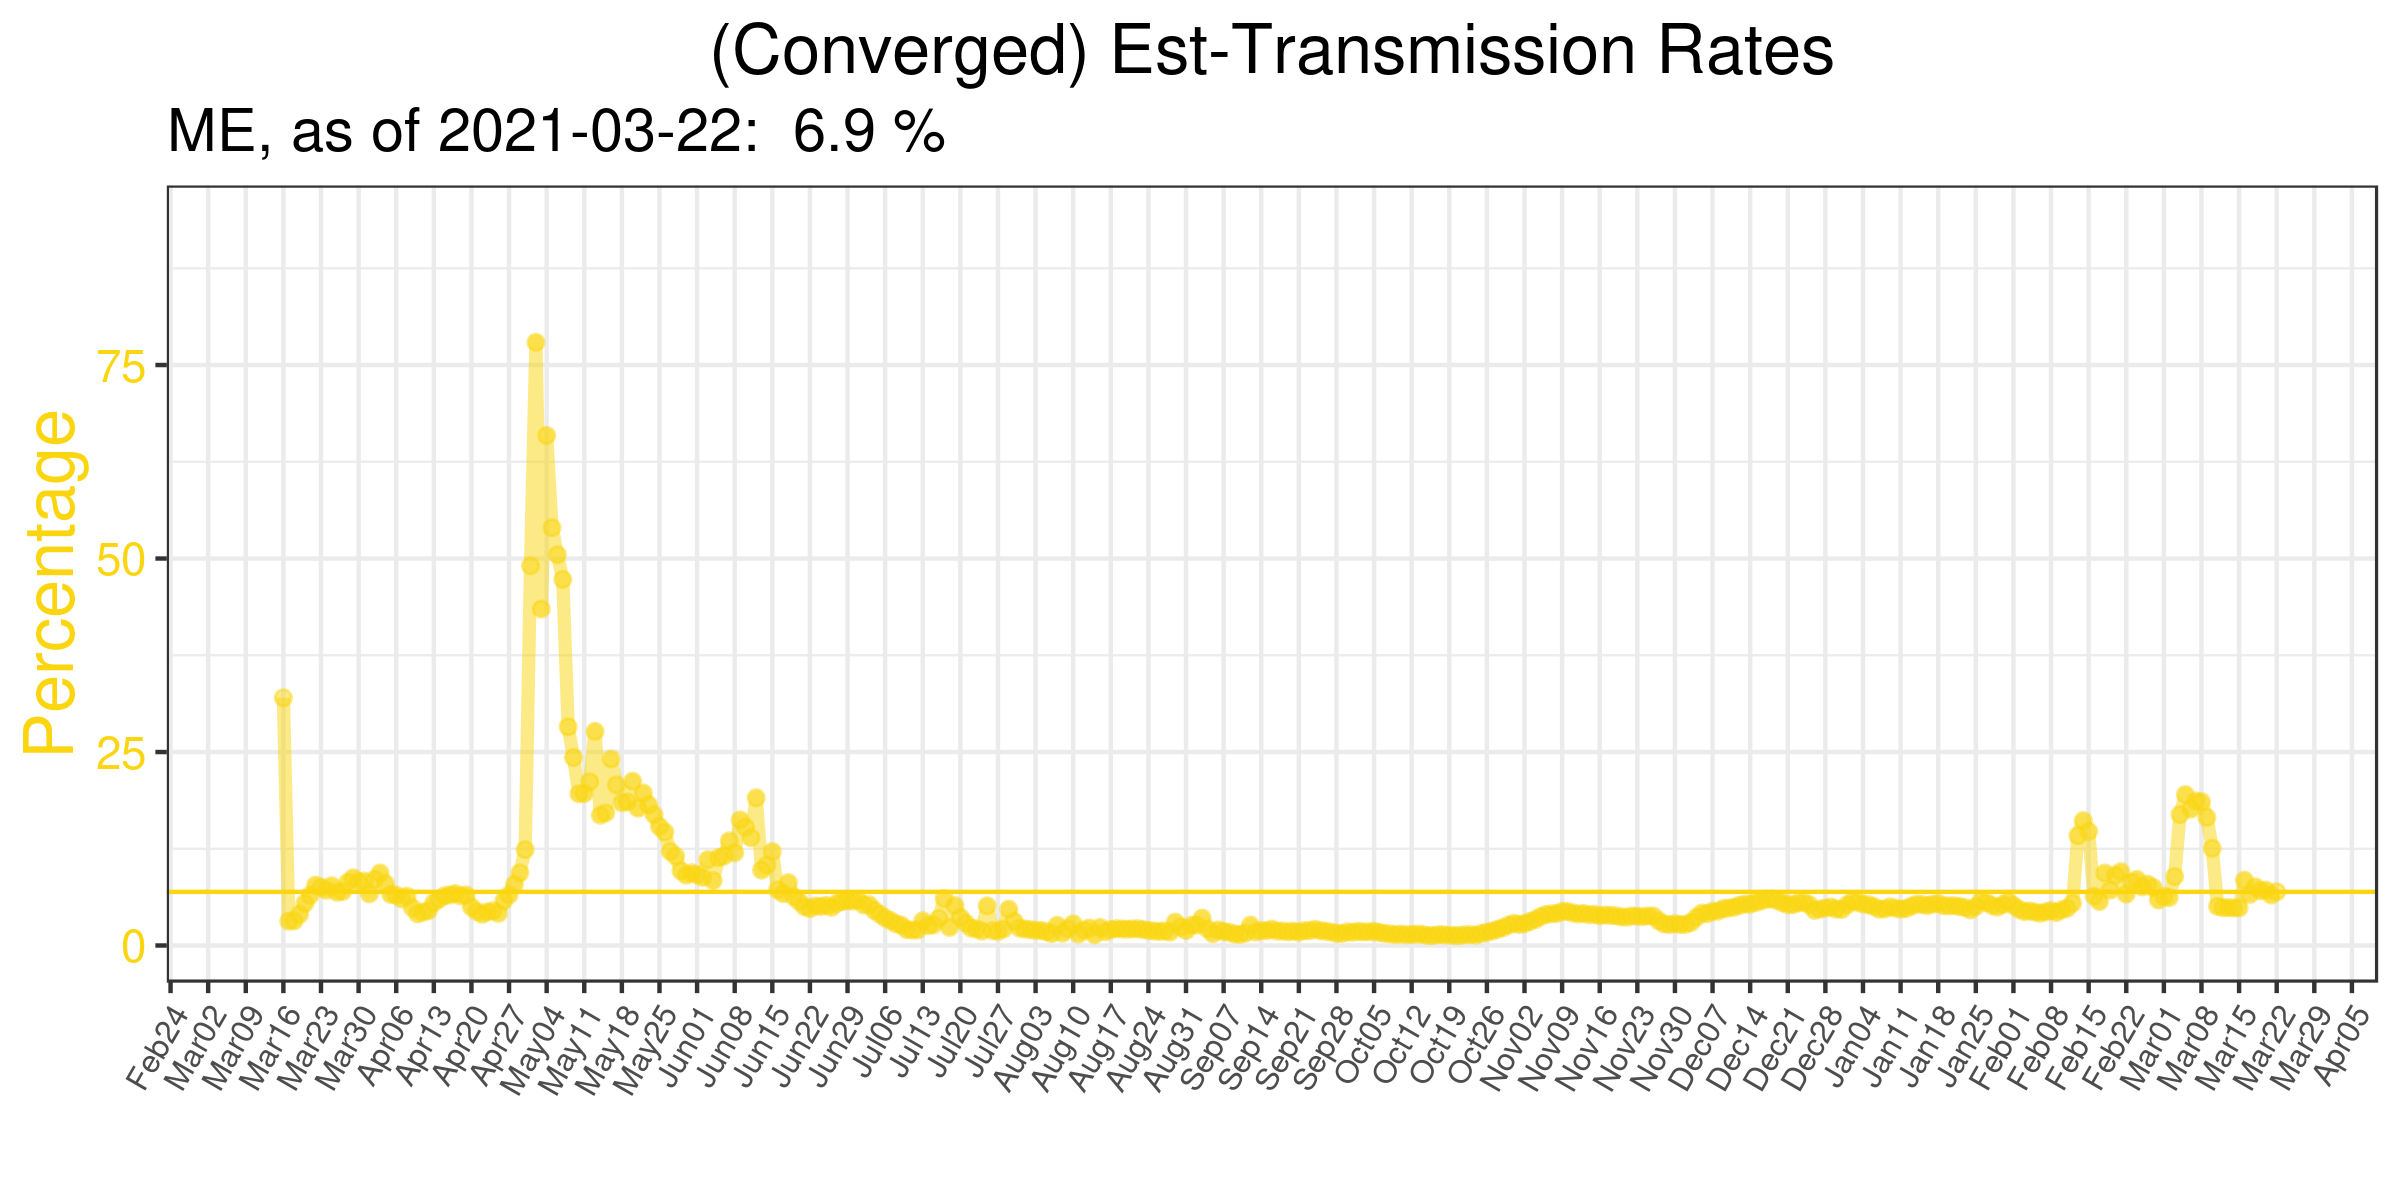 (Converged) Est-Transmission Rates
ME, as of 2021-03-22:  6.9 %
Percentage
75
50
25
0
Feb24 Mar02 Mar09 Mar16 Mar23 Mar30 Apr06 Apr13 Apr20 Apr27 May04 May11 May18 May25 Jun01 Jun08 Jun15 Jun22 Jun29 Jul06 Jul13 Jul20 Jul27 Aug03 Aug10 Aug17 Aug24 Aug31 Sep07 Sep14 Sep21 Sep28 Oct05 Oct12 Oct19 Oct26 Nov02 Nov09 Nov16 Nov23 Nov30 Dec07 Dec14 Dec21 Dec28 Jan04 Jan11 Jan18 Jan25 Feb01 Feb08 Feb15 Feb22 Mar01 Mar08 Mar15 Mar22 Mar29 Apr05